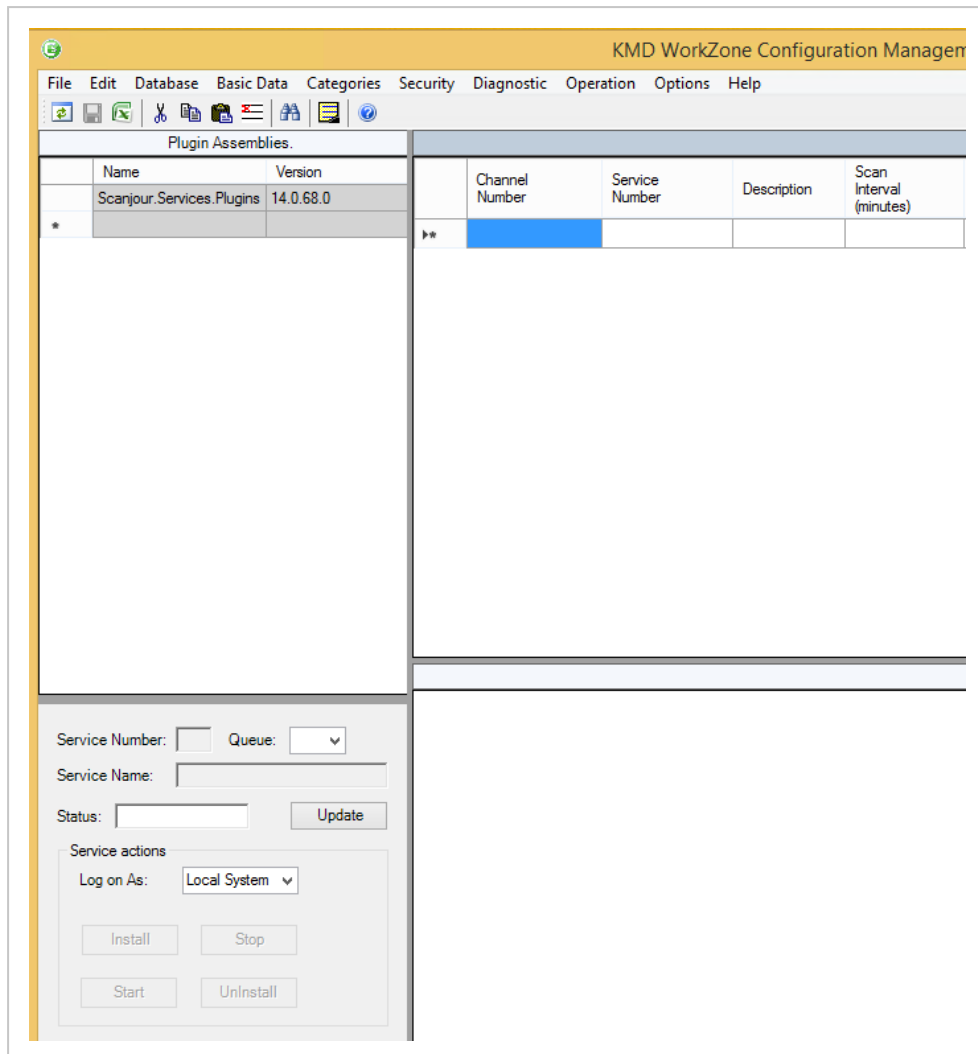 KMD WorkZone Configuration Managem
File Edit Database Basic Data Categories Security Diagnostic Operation Options Help
Plugin Assemblies.
Name Version
Scanjour.Services.Plugins 14.0.68.0
Channel Number
Service Number
Description
Scan Interval (minutes)
Service Number: Queue:
Service Name:
Status: Update
Service actions
Log on As: Local System
Install Stop
Start UnInstall